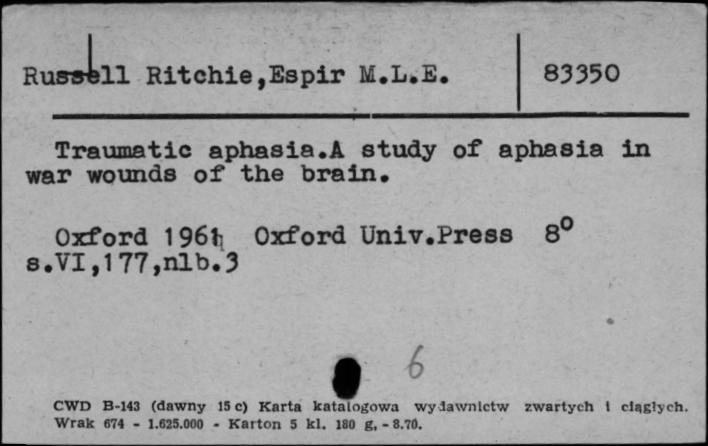 Russell Ritchie,Espir M.L.E. 83350
Traumatic aphasia.A study of aphasia in
war wounds of the brain.
Oxford 1961 Oxford Univ.Press 8º
s.VI,177,nlb.3
6
CWD B-143 (dawny 15 c) Karta katalogowa wydawnictw zwartych i ciągłych.
Wrak 674 - 1.625.000 - Karton 5 kl. 180 g. - 8.70.